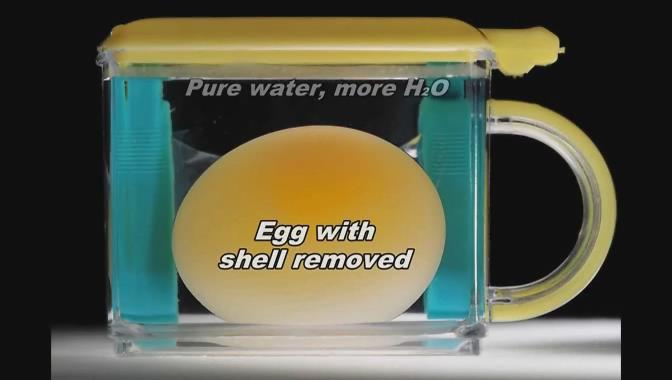 Pure water, more H₂O
Egg with
shell removed